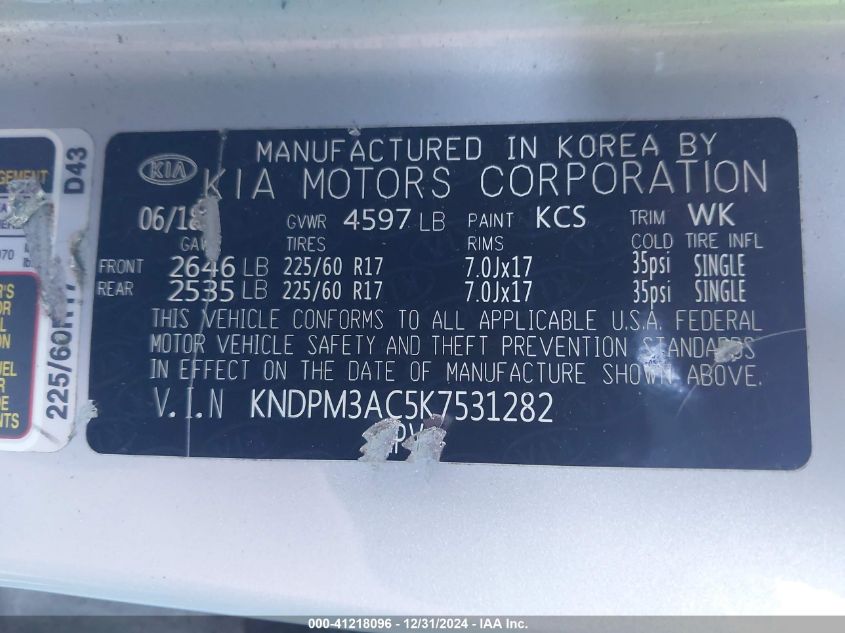 MANUFACTURED IN KOREA BY
KIA KIA MOTORS CORPORATION
06/18 GVWR 4597 LB PAINT KCS TRIM WK
TIRES RIMS COLD TIRE INFL
FRONT 2646 LB 225/60 R17 7.0Jx17 35psi SINGLE
REAR 2535 LB 225/60 R17 7.0Jx17 35psi SINGLE
THIS VEHICLE CONFORMS TO ALL APPLICABLE U.S.A. FEDERAL
MOTOR VEHICLE SAFETY AND THEFT PREVENTION STANDARDS
IN EFFECT ON THE DATE OF MANUFACTURE SHOWN ABOVE.
V.I.N KNDPM3AC5K7531282
D43
225/60R17
000-41218096 - 12/31/2024 - IAA Inc.